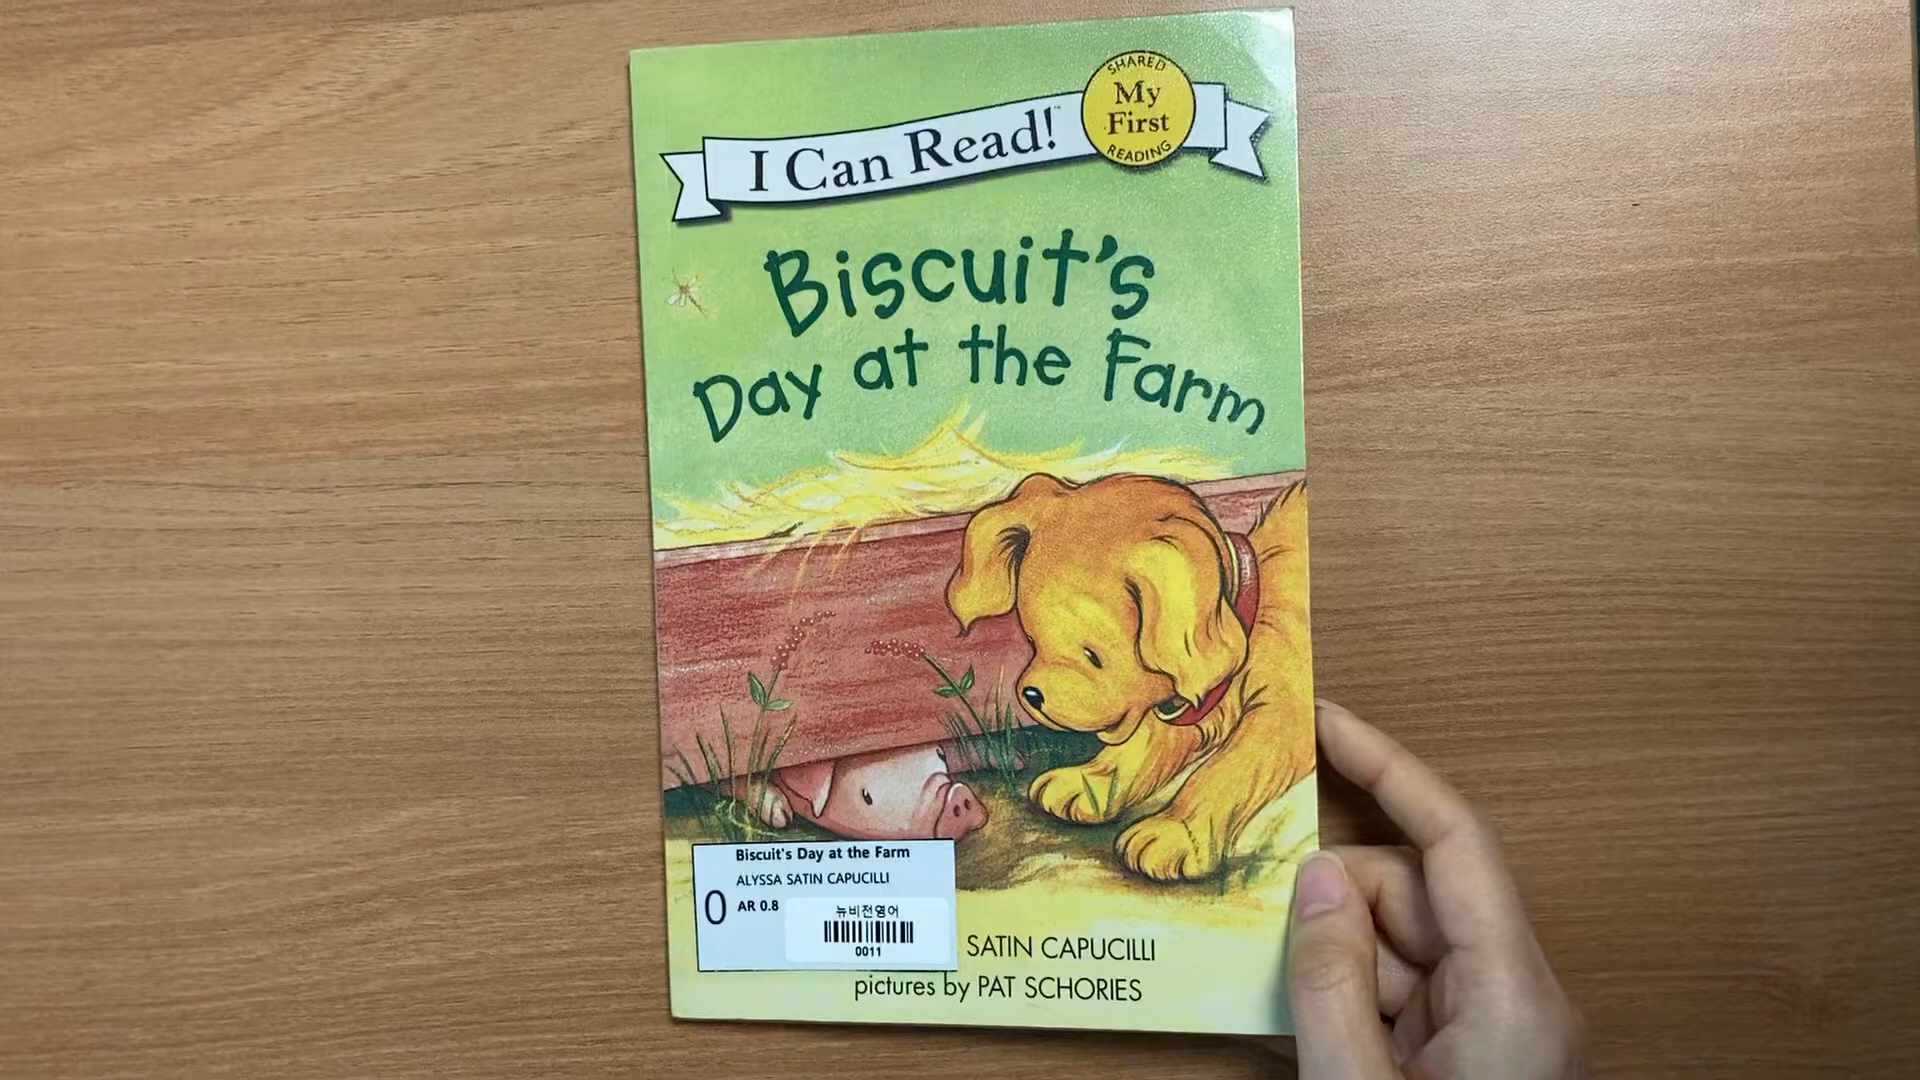 SHARED
My
First
READING
I Can Read!™
Biscuit's
Day at the Farm
Biscuit's Day at the Farm
ALYSSA SATIN CAPUCILLI
0 AR 0.8
뉴비전영어
0011
SATIN CAPUCILLI
pictures by PAT SCHORIES